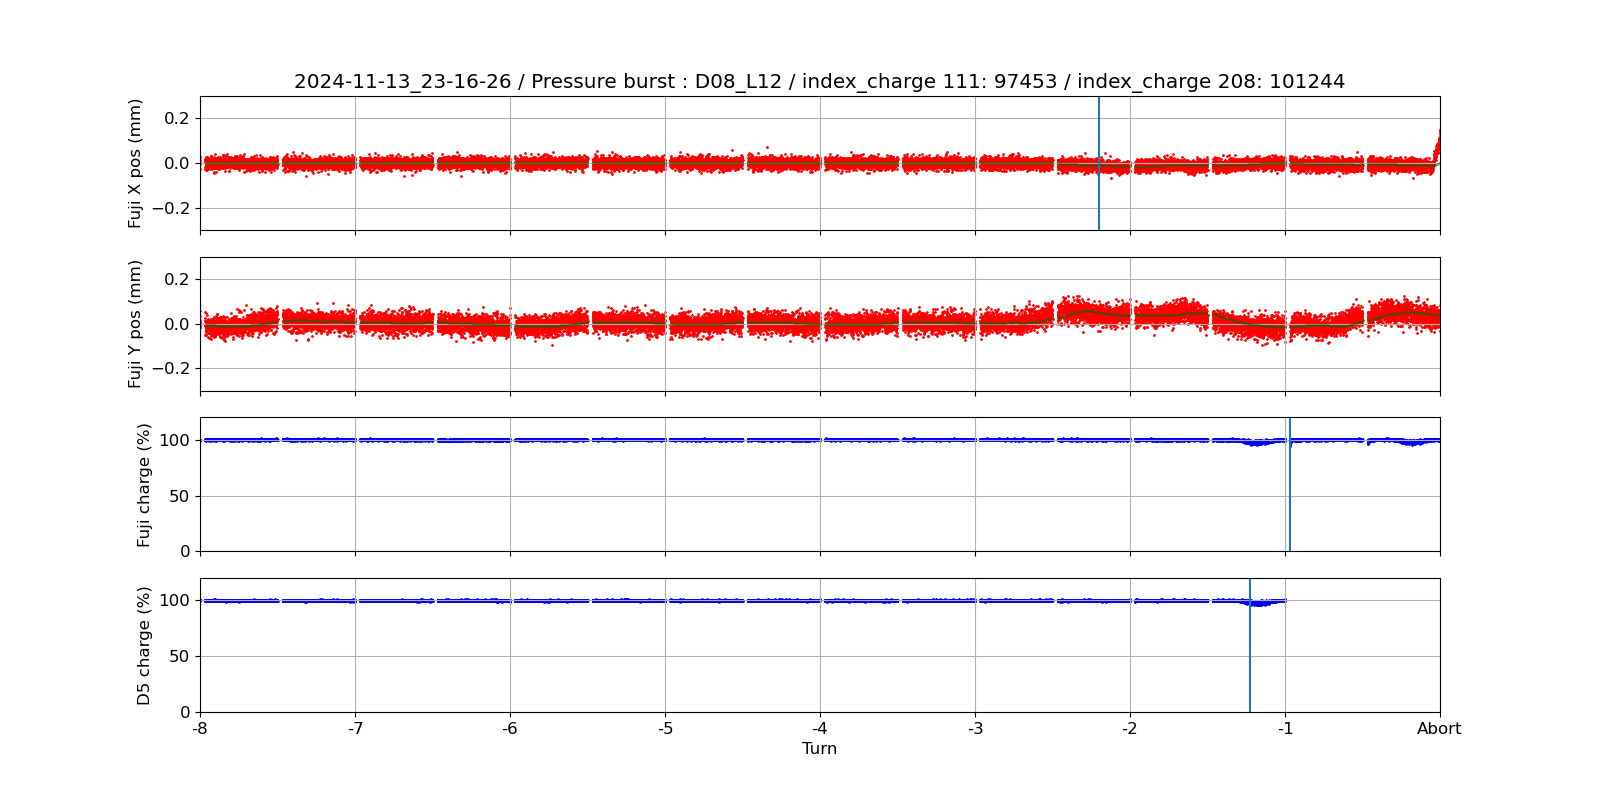 2024-11-13_23-16-26 / Pressure burst : D08_L12 / index_charge 111: 97453 / index_charge 208: 101244
Fuji X pos (mm)
0.2
0.0
−0.2
Fuji Y pos (mm)
0.2
0.0
−0.2
Fuji charge (%)
100
50
0
D5 charge (%)
100
50
0
-8 -7 -6 -5 -4 -3 -2 -1 Abort
Turn